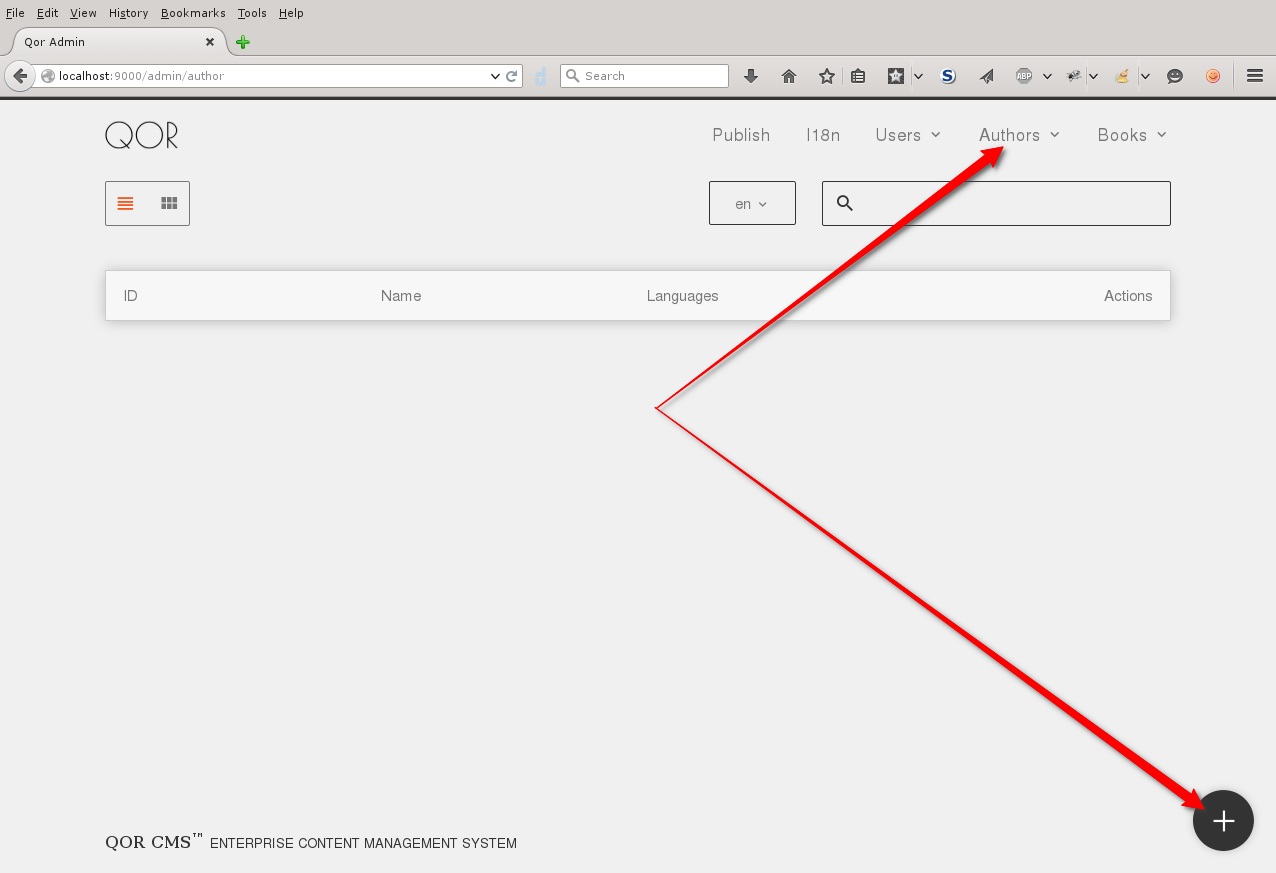 File Edit View History Bookmarks Tools Help
Qor Admin
localhost:9000/admin/author
Search
S
ABP
QOR Publish I18n Users Authors Books
en
ID Name Languages Actions
QOR CMS™ ENTERPRISE CONTENT MANAGEMENT SYSTEM